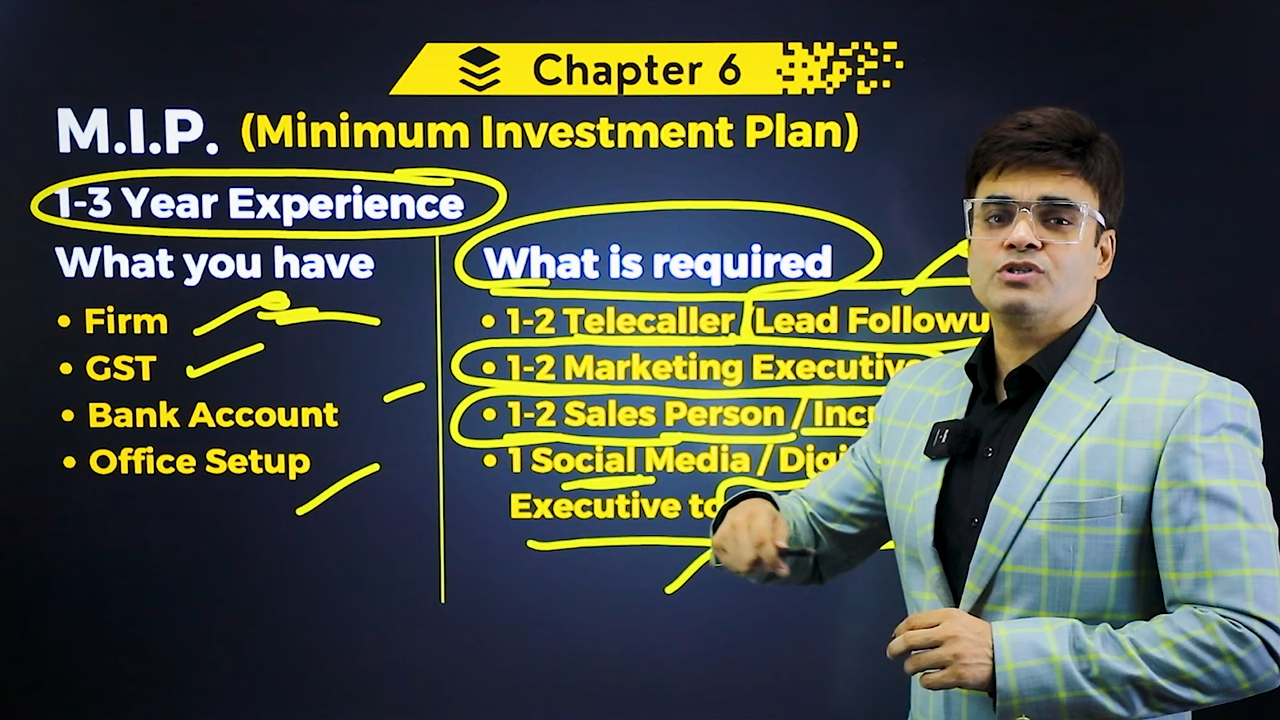 Chapter 6
M.I.P. (Minimum Investment Plan)
1-3 Year Experience
What you have
• Firm
• GST
• Bank Account
• Office Setup
What is required
• 1-2 Telecaller / Lead
• 1-2 Marketing
• 1-2 Sales Person /
• 1 Social Media /
Executive